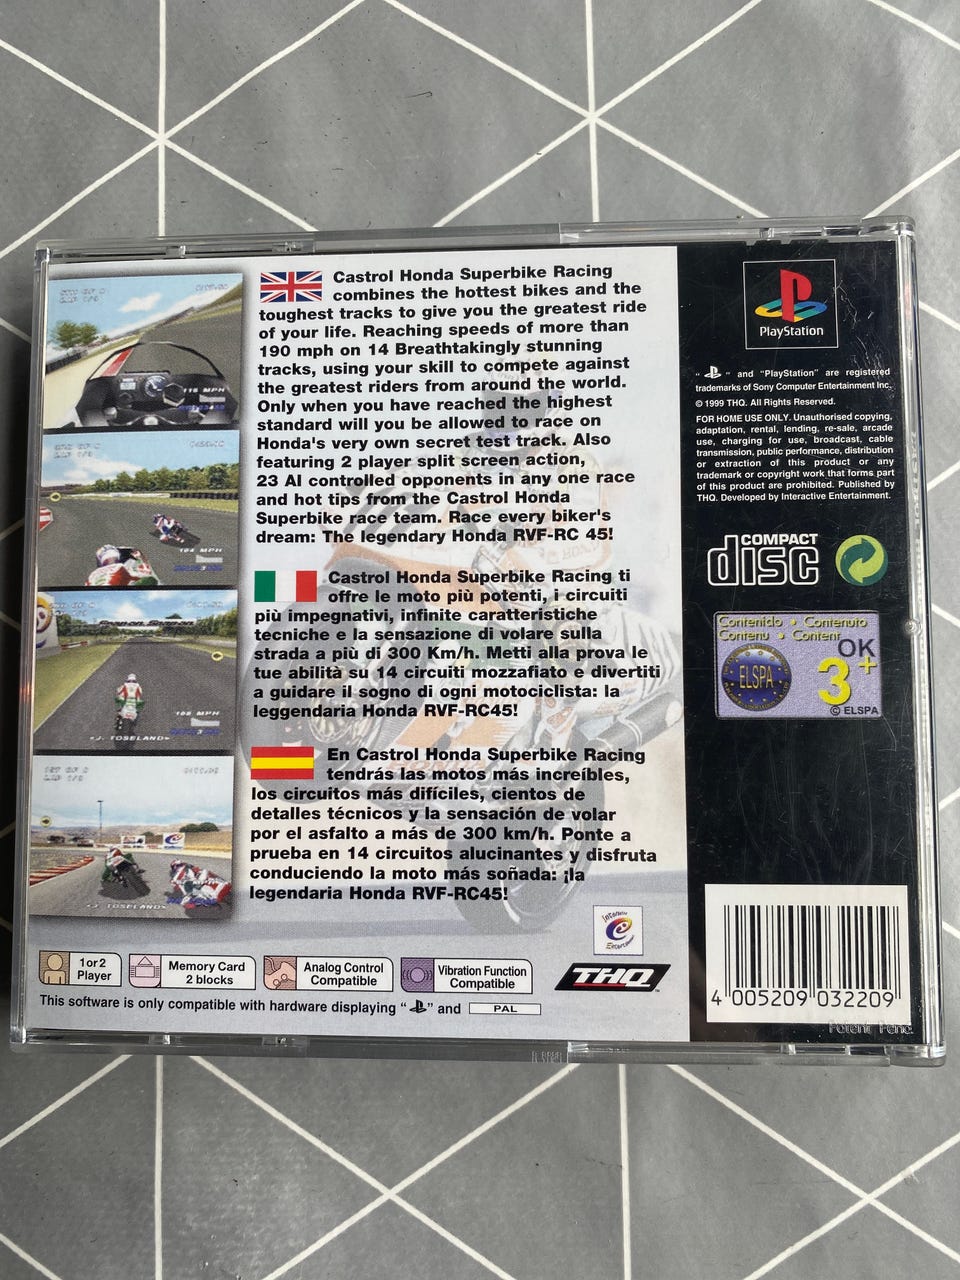 Castrol Honda Superbike Racing
combines the hottest bikes and the
toughest tracks to give you the greatest ride
of your life. Reaching speeds of more than
190 mph on 14 Breathtakingly stunning
tracks, using your skill to compete against
the greatest riders from around the world.
Only when you have reached the highest
standard will you be allowed to race on
Honda's very own secret test track. Also
featuring 2 player split screen action,
23 AI controlled opponents in any one race
and hot tips from the Castrol Honda
Superbike race team. Race every biker's
dream: The legendary Honda RVF-RC 45!
Castrol Honda Superbike Racing ti
offre le moto più potenti, i circuiti
più impegnativi, infinite caratteristiche
tecniche e la sensazione di volare sulla
strada a più di 300 Km/h. Metti alla prova le
tue abilità su 14 circuiti mozzafiato e divertiti
a guidare il sogno di ogni motociclista: la
leggendaria Honda RVF-RC45!
En Castrol Honda Superbike Racing
tendrás las motos más increíbles,
los circuitos más difíciles, cientos de
detalles técnicos y la sensación de volar
por el asfalto a más de 300 km/h. Ponte a
prueba en 14 circuitos alucinantes y disfruta
conduciendo la moto más soñada: ¡la
legendaria Honda RVF-RC45!
116 MPH
184 MPH
J. TOSELAND
J. TOSELAND
1 or 2
Player
Memory Card
2 blocks
Analog Control
Compatible
Vibration Function
Compatible
Interactive
Entertainment
THQ
This software is only compatible with hardware displaying " " and PAL
PlayStation
" " and "PlayStation" are registered
trademarks of Sony Computer Entertainment Inc.
© 1999 THQ. All Rights Reserved.
FOR HOME USE ONLY. Unauthorised copying,
adaptation, rental, lending, re-sale, arcade
use, charging for use, broadcast, cable
transmission, public performance, distribution
or extraction of this product or any
trademark or copyright work that forms part
of this product are prohibited. Published by
THQ. Developed by Interactive Entertainment.
COMPACT
disc
Contenido • Contenuto
Contenu • Content
ELSPA
OK
3+
© ELSPA
4 005209 032209
Patent Pend.